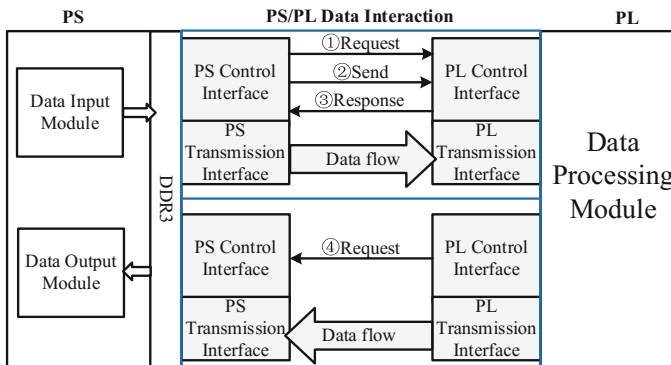 PS
PS/PL Data Interaction
PL
Data Input
Module
Data Output
Module
DDR3
PS Control
Interface
①Request
②Send
③Response
PL Control
Interface
PS
Transmission
Interface
Data flow
PL
Transmission
Interface
PS Control
Interface
④Request
PL Control
Interface
PS
Transmission
Interface
Data flow
PL
Transmission
Interface
Data
Processing
Module